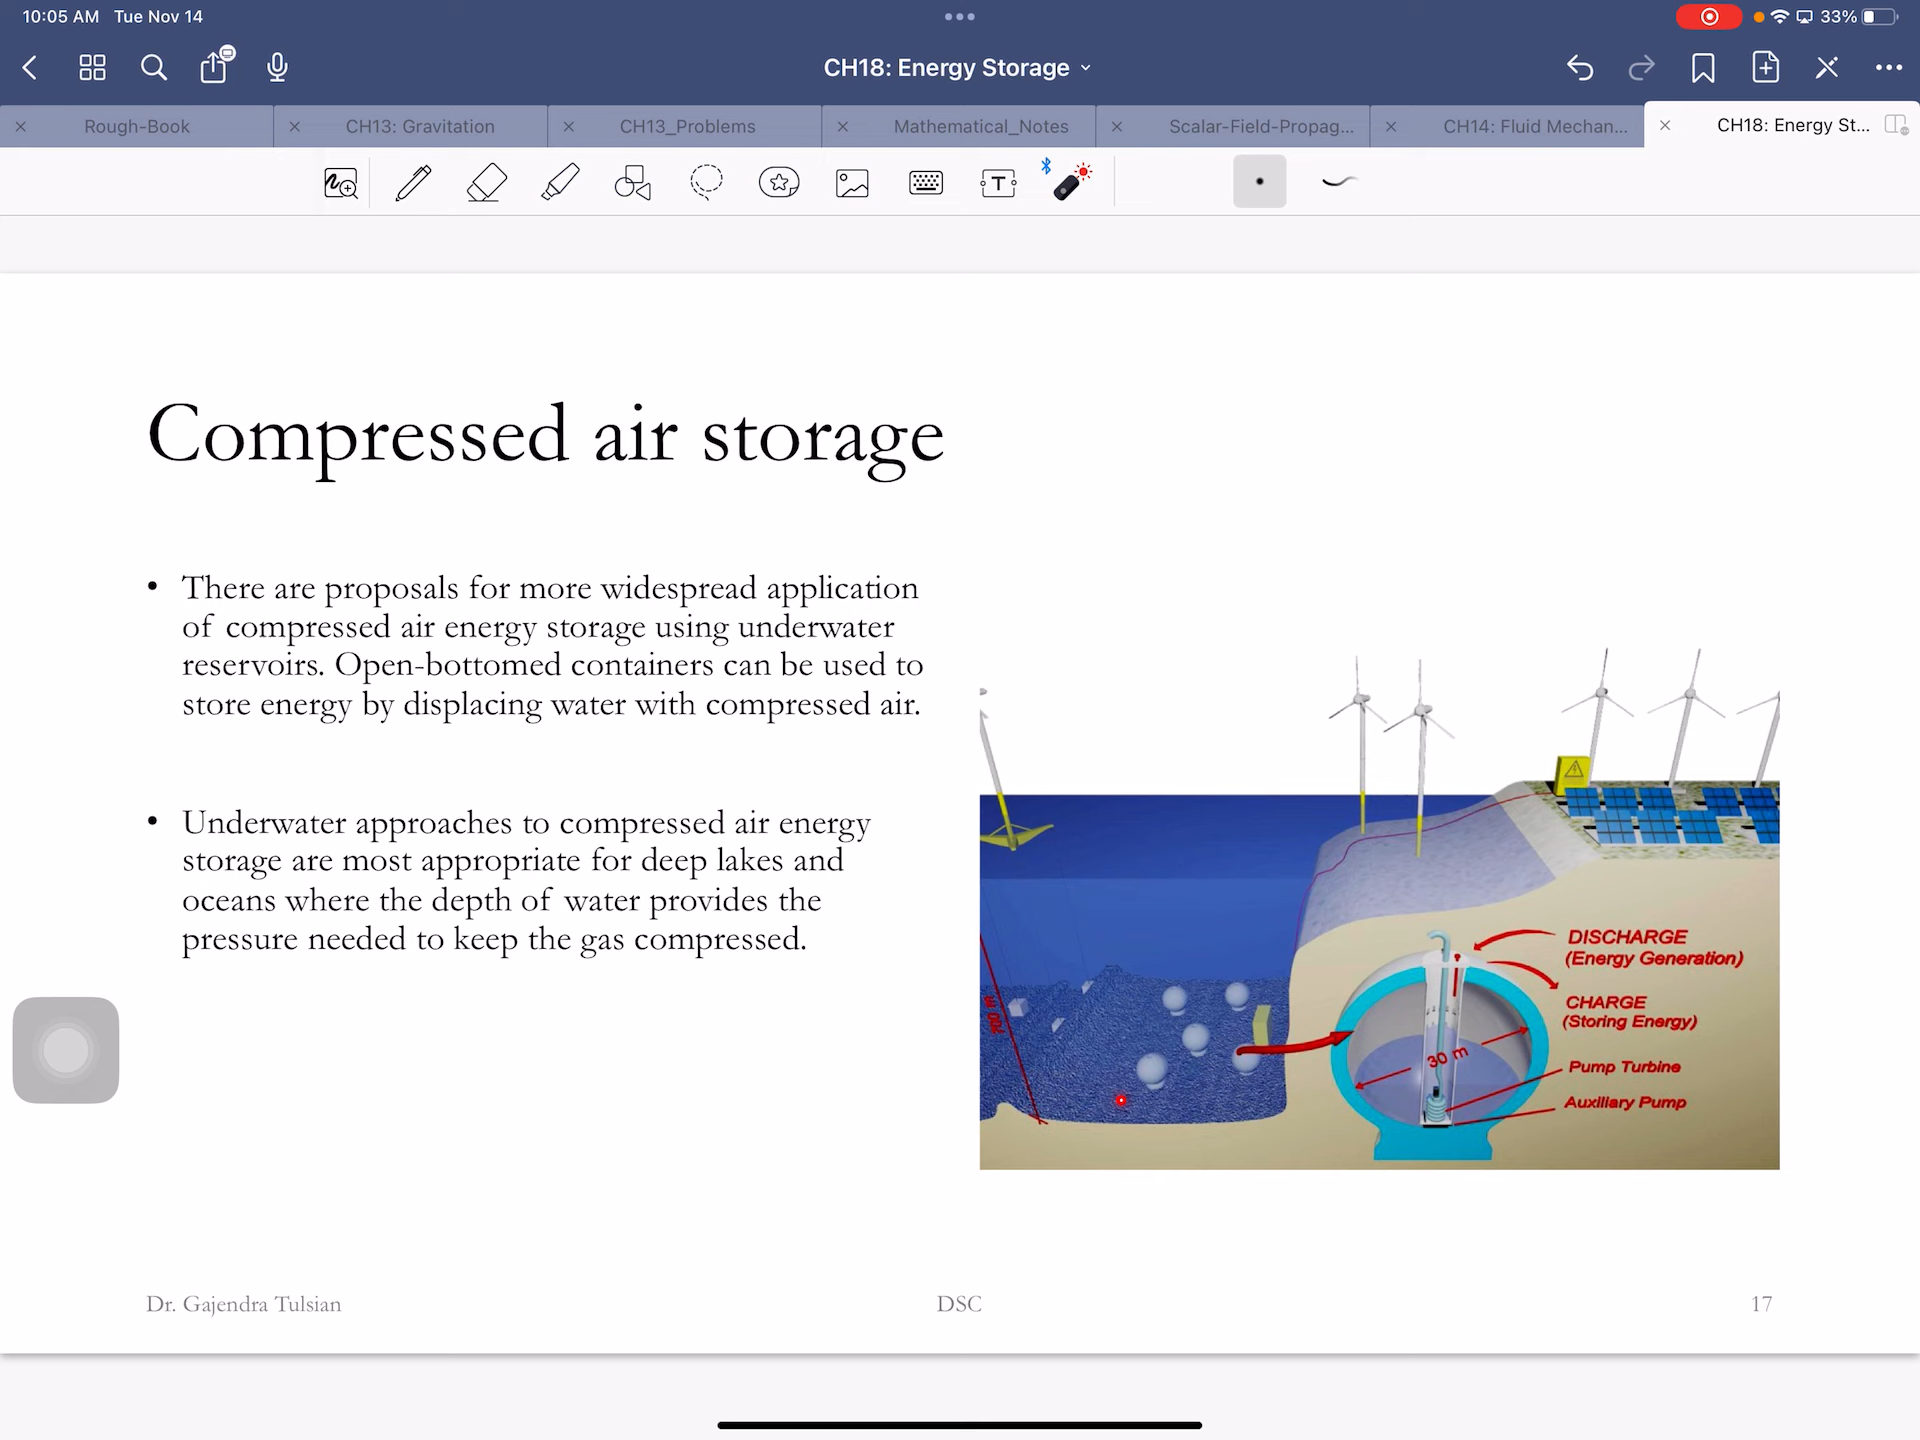 10:05 AM Tue Nov 14
33%
CH18: Energy Storage
Rough-Book
CH13: Gravitation
CH13_Problems
Mathematical_Notes
Scalar-Field-Propag...
CH14: Fluid Mechan...
CH18: Energy St...
T
Compressed air storage
• There are proposals for more widespread application
of compressed air energy storage using underwater
reservoirs. Open-bottomed containers can be used to
store energy by displacing water with compressed air.
• Underwater approaches to compressed air energy
storage are most appropriate for deep lakes and
oceans where the depth of water provides the
pressure needed to keep the gas compressed.
DISCHARGE
(Energy Generation)
CHARGE
(Storing Energy)
700 m
30 m
Pump Turbine
Auxiliary Pump
Dr. Gajendra Tulsian
DSC
17